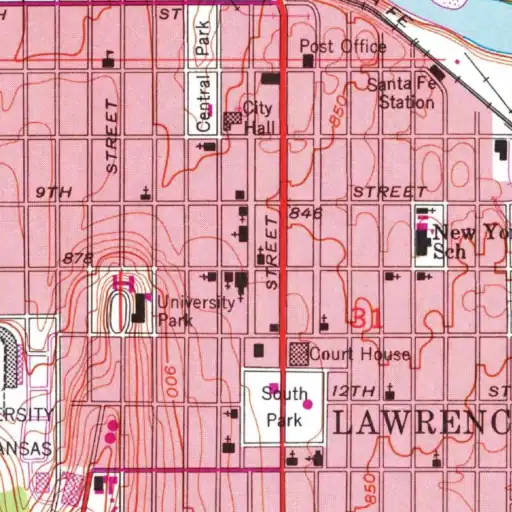 H
ST
Central Park
FE
Post Office
Santa Fe
Station
850
City
Hall
STREET
9TH
STREET
846
STREET
New Yo
Sch
878
University
Park
31
900
Court House
South
Park
12TH
ST
LAWRENC
ERSITY
ANSAS
850